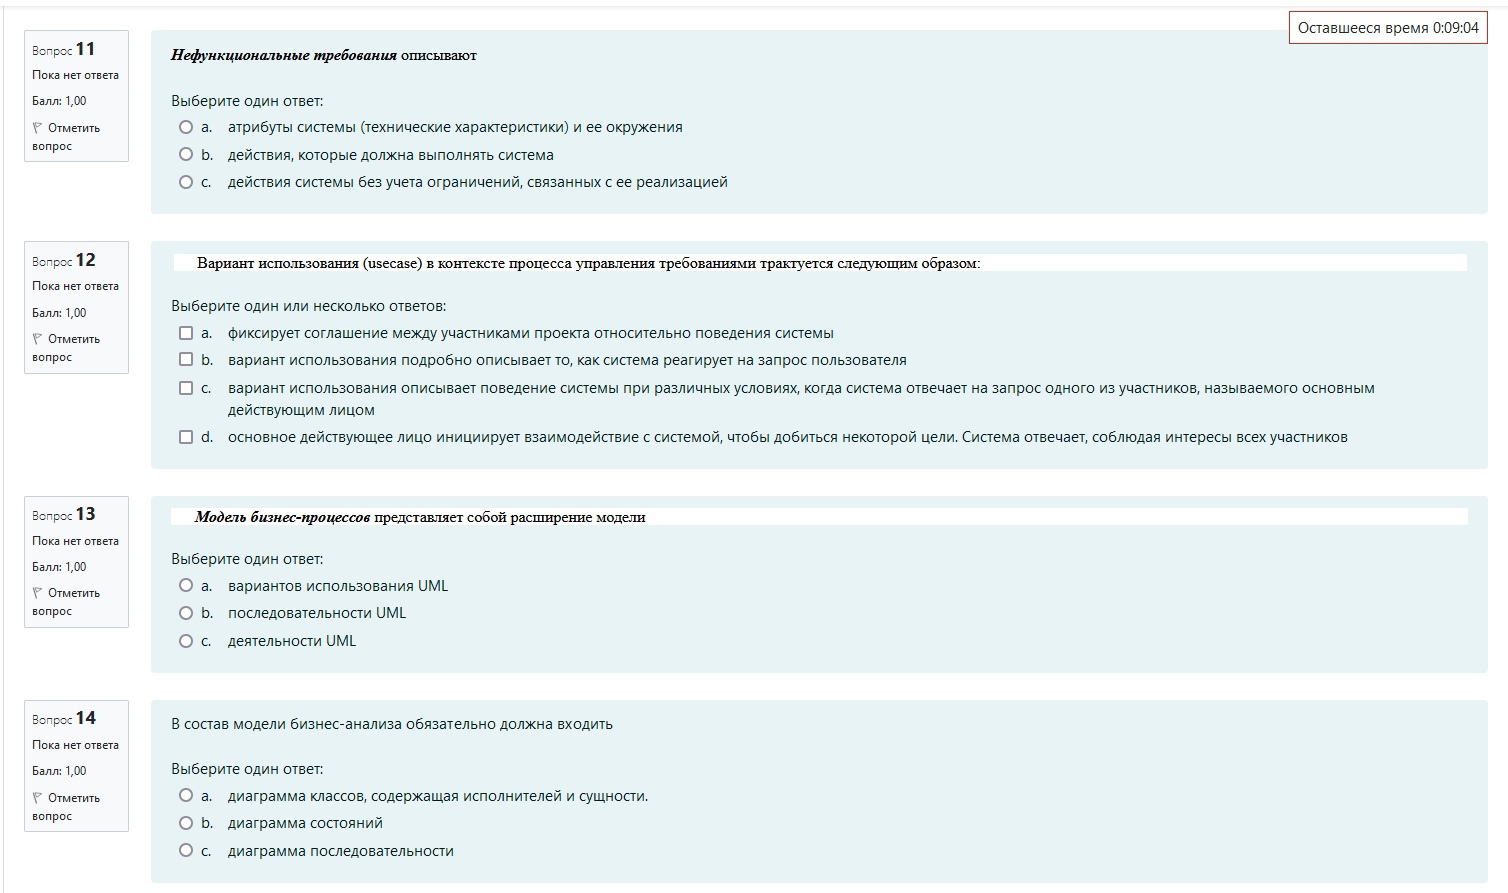 Оставшееся время 0:09:04
Вопрос 11
Пока нет ответа
Балл: 1,00
Отметить
вопрос
Нефункциональные требования описывают
Выберите один ответ:
a. атрибуты системы (технические характеристики) и ее окружения
b. действия, которые должна выполнять система
c. действия системы без учета ограничений, связанных с ее реализацией
Вопрос 12
Пока нет ответа
Балл: 1,00
Отметить
вопрос
Вариант использования (usecase) в контексте процесса управления требованиями трактуется следующим образом:
Выберите один или несколько ответов:
a. фиксирует соглашение между участниками проекта относительно поведения системы
b. вариант использования подробно описывает то, как система реагирует на запрос пользователя
c. вариант использования описывает поведение системы при различных условиях, когда система отвечает на запрос одного из участников, называемого основным
действующим лицом
d. основное действующее лицо инициирует взаимодействие с системой, чтобы добиться некоторой цели. Система отвечает, соблюдая интересы всех участников
Вопрос 13
Пока нет ответа
Балл: 1,00
Отметить
вопрос
Модель бизнес-процессов представляет собой расширение модели
Выберите один ответ:
a. вариантов использования UML
b. последовательности UML
c. деятельности UML
Вопрос 14
Пока нет ответа
Балл: 1,00
Отметить
вопрос
В состав модели бизнес-анализа обязательно должна входить
Выберите один ответ:
a. диаграмма классов, содержащая исполнителей и сущности.
b. диаграмма состояний
c. диаграмма последовательности